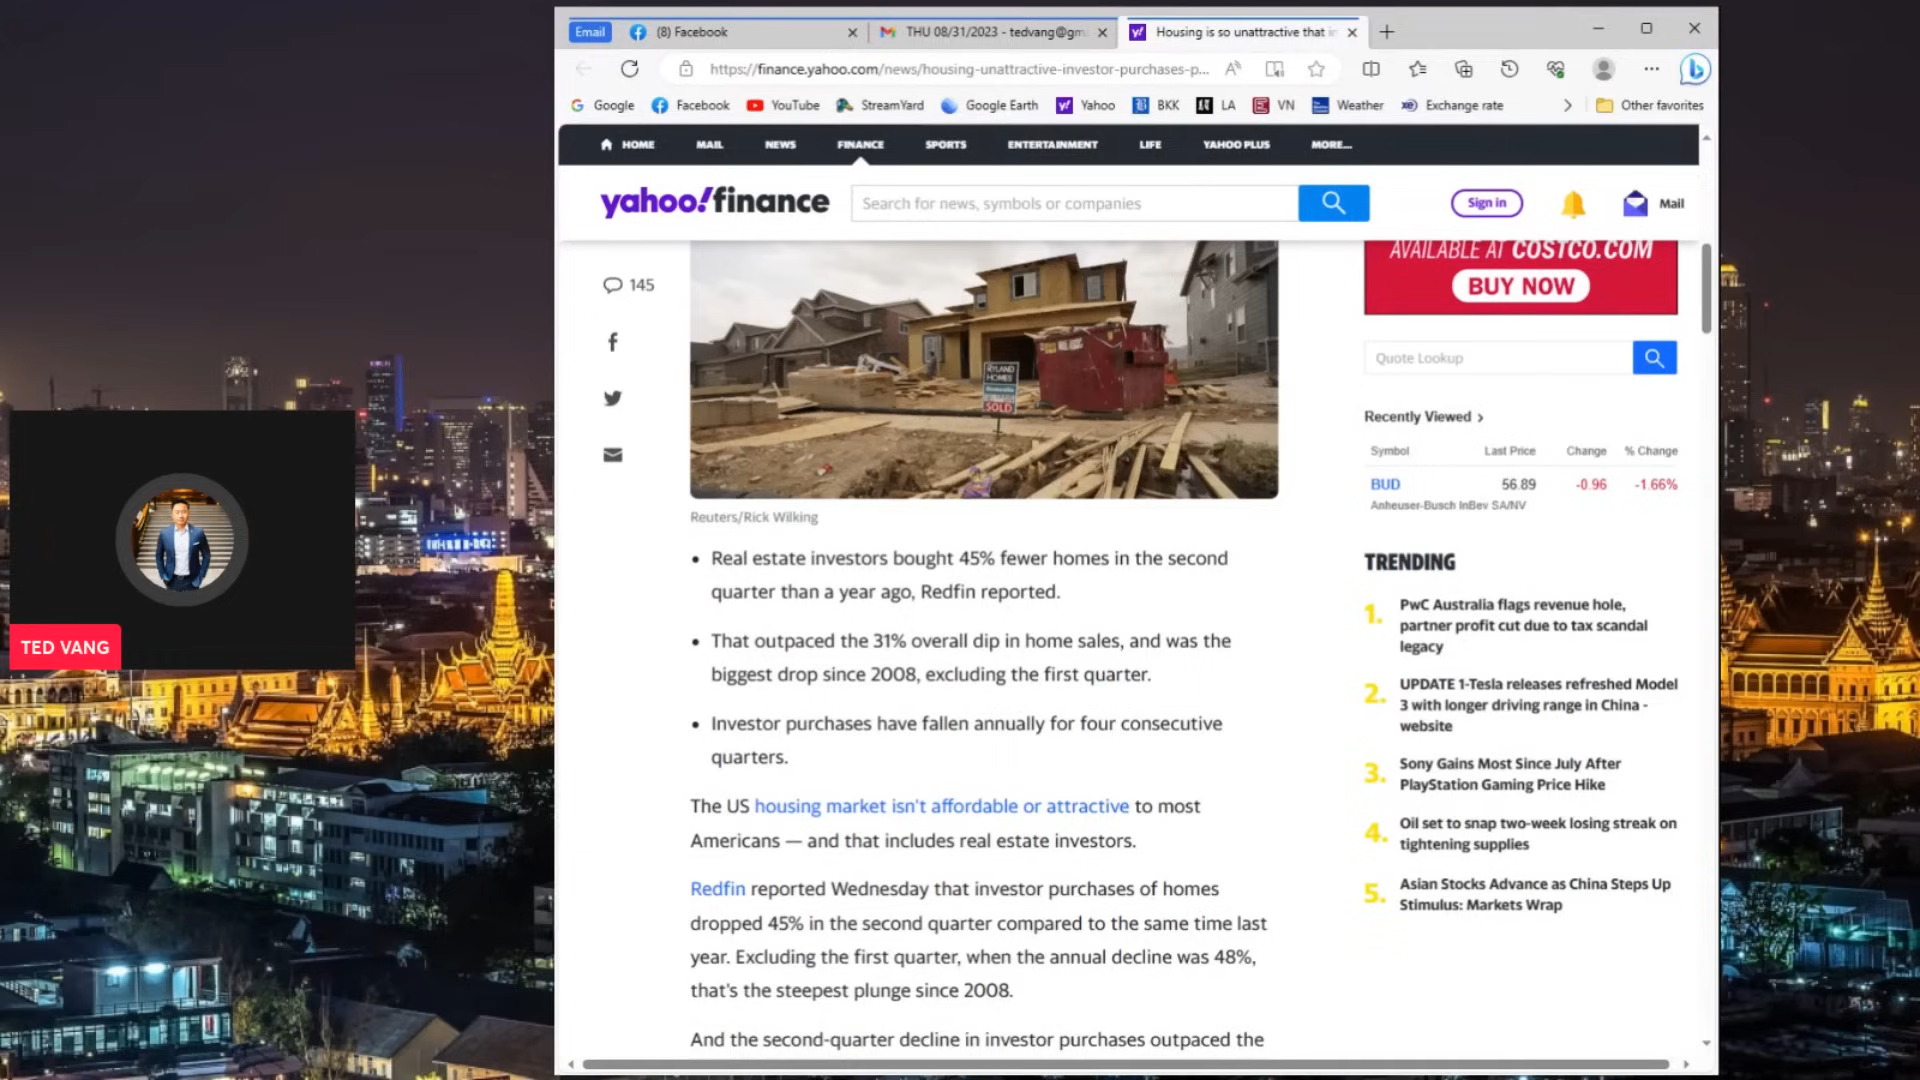 Email
(8) Facebook
THU 08/31/2023 - tedvang@gm
Housing is so unattractive that in
https://finance.yahoo.com/news/housing-unattractive-investor-purchases-p...
Google
Facebook
YouTube
StreamYard
Google Earth
Yahoo
BKK
LA
VN
Weather
Exchange rate
Other favorites
HOME
MAIL
NEWS
FINANCE
SPORTS
ENTERTAINMENT
LIFE
YAHOO PLUS
MORE...
yahoo!finance
Search for news, symbols or companies
Sign in
Mail
145
RYLAND
HOMES
SOLD
Reuters/Rick Wilking
• Real estate investors bought 45% fewer homes in the second
quarter than a year ago, Redfin reported.
• That outpaced the 31% overall dip in home sales, and was the
biggest drop since 2008, excluding the first quarter.
• Investor purchases have fallen annually for four consecutive
quarters.
The US housing market isn't affordable or attractive to most
Americans — and that includes real estate investors.
Redfin reported Wednesday that investor purchases of homes
dropped 45% in the second quarter compared to the same time last
year. Excluding the first quarter, when the annual decline was 48%,
that's the steepest plunge since 2008.
And the second-quarter decline in investor purchases outpaced the
AVAILABLE AT COSTCO.COM
BUY NOW
Quote Lookup
Recently Viewed >
Symbol Last Price Change % Change
BUD 56.89 -0.96 -1.66%
Anheuser-Busch InBev SA/NV
TRENDING
1. PwC Australia flags revenue hole,
partner profit cut due to tax scandal
legacy
2. UPDATE 1-Tesla releases refreshed Model
3 with longer driving range in China -
website
3. Sony Gains Most Since July After
PlayStation Gaming Price Hike
4. Oil set to snap two-week losing streak on
tightening supplies
5. Asian Stocks Advance as China Steps Up
Stimulus: Markets Wrap
TED VANG